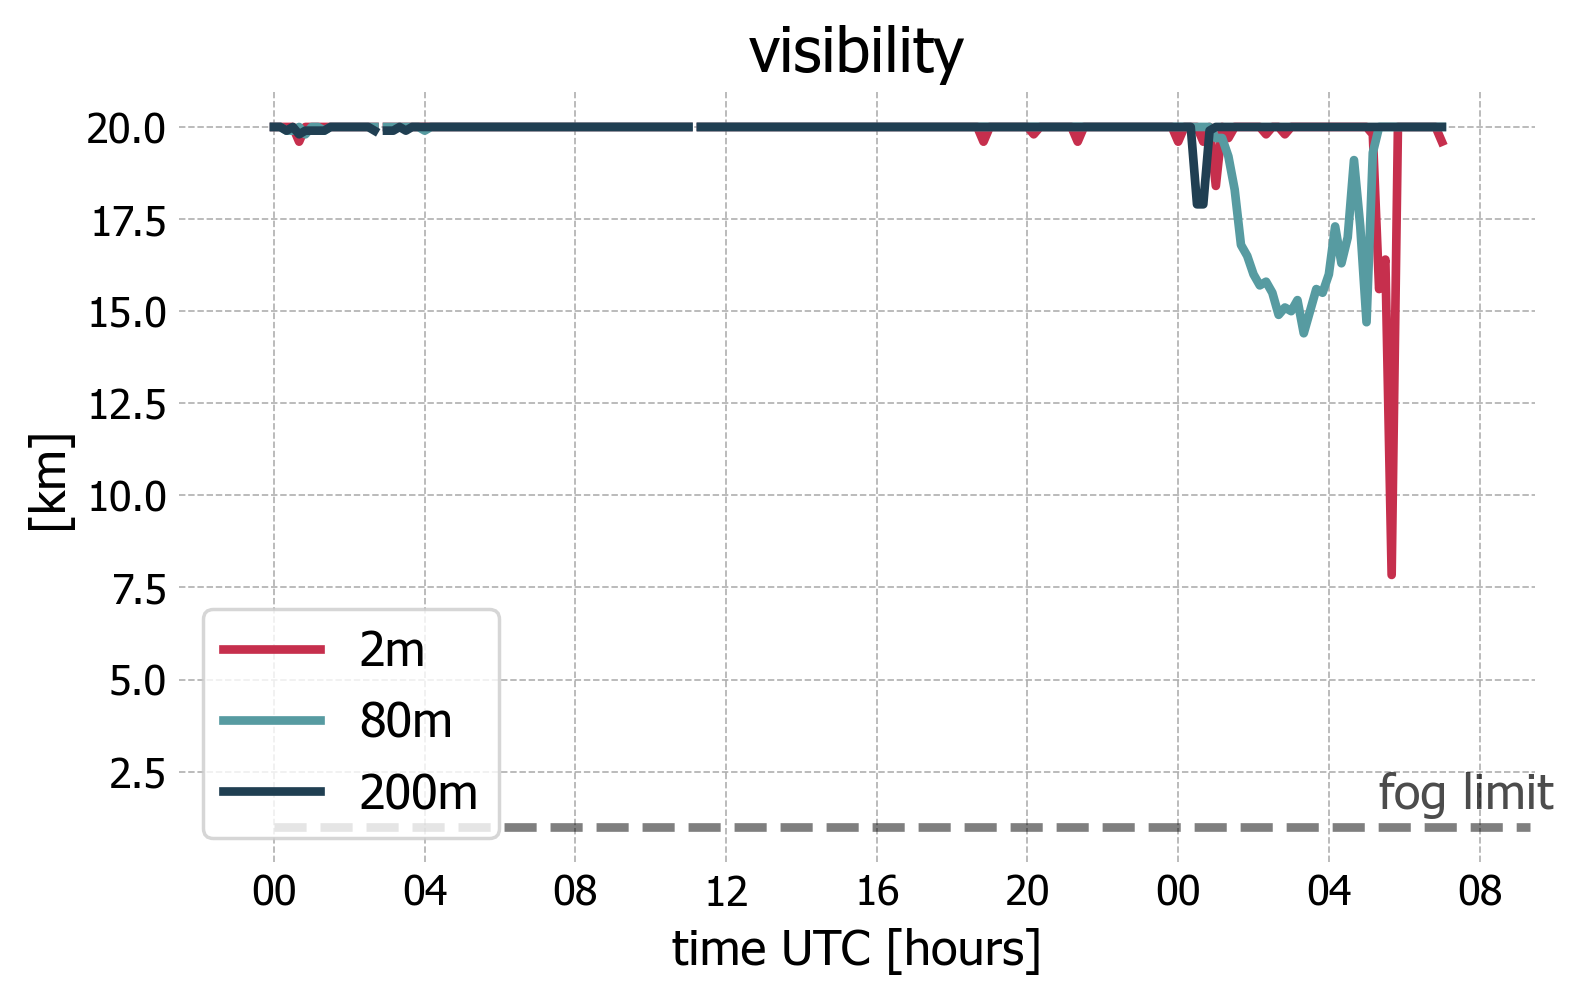 visibility
20.0
17.5
15.0
12.5
10.0
7.5
5.0
2.5
[km]
2m
80m
200m
fog limit
00 04 08 12 16 20 00 04 08
time UTC [hours]